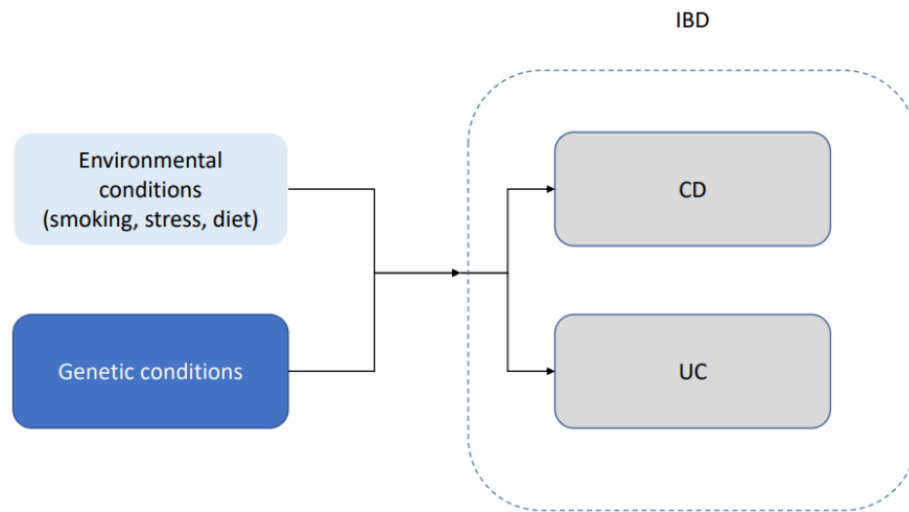 IBD
Environmental
conditions
(smoking, stress, diet)
CD
Genetic conditions
UC